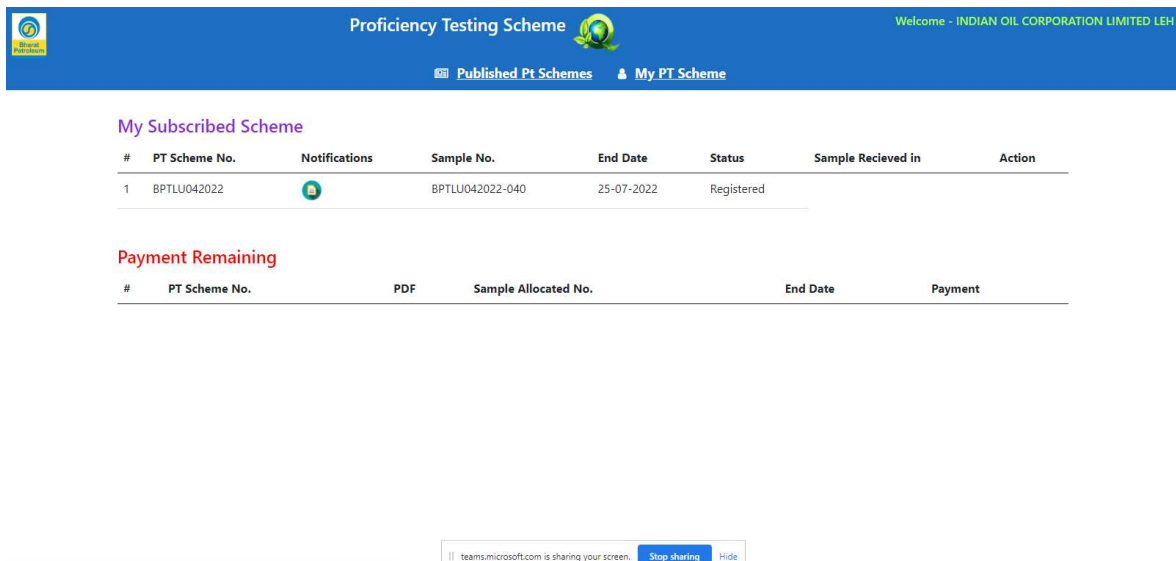 Bharat
Petroleum
Proficiency Testing Scheme
Welcome - INDIAN OIL CORPORATION LIMITED LEH
Published Pt Schemes My PT Scheme
My Subscribed Scheme
# PT Scheme No. Notifications Sample No. End Date Status Sample Recieved in Action
1 BPTLU042022 BPTLU042022-040 25-07-2022 Registered
Payment Remaining
# PT Scheme No. PDF Sample Allocated No. End Date Payment
teams.microsoft.com is sharing your screen. Stop sharing Hide